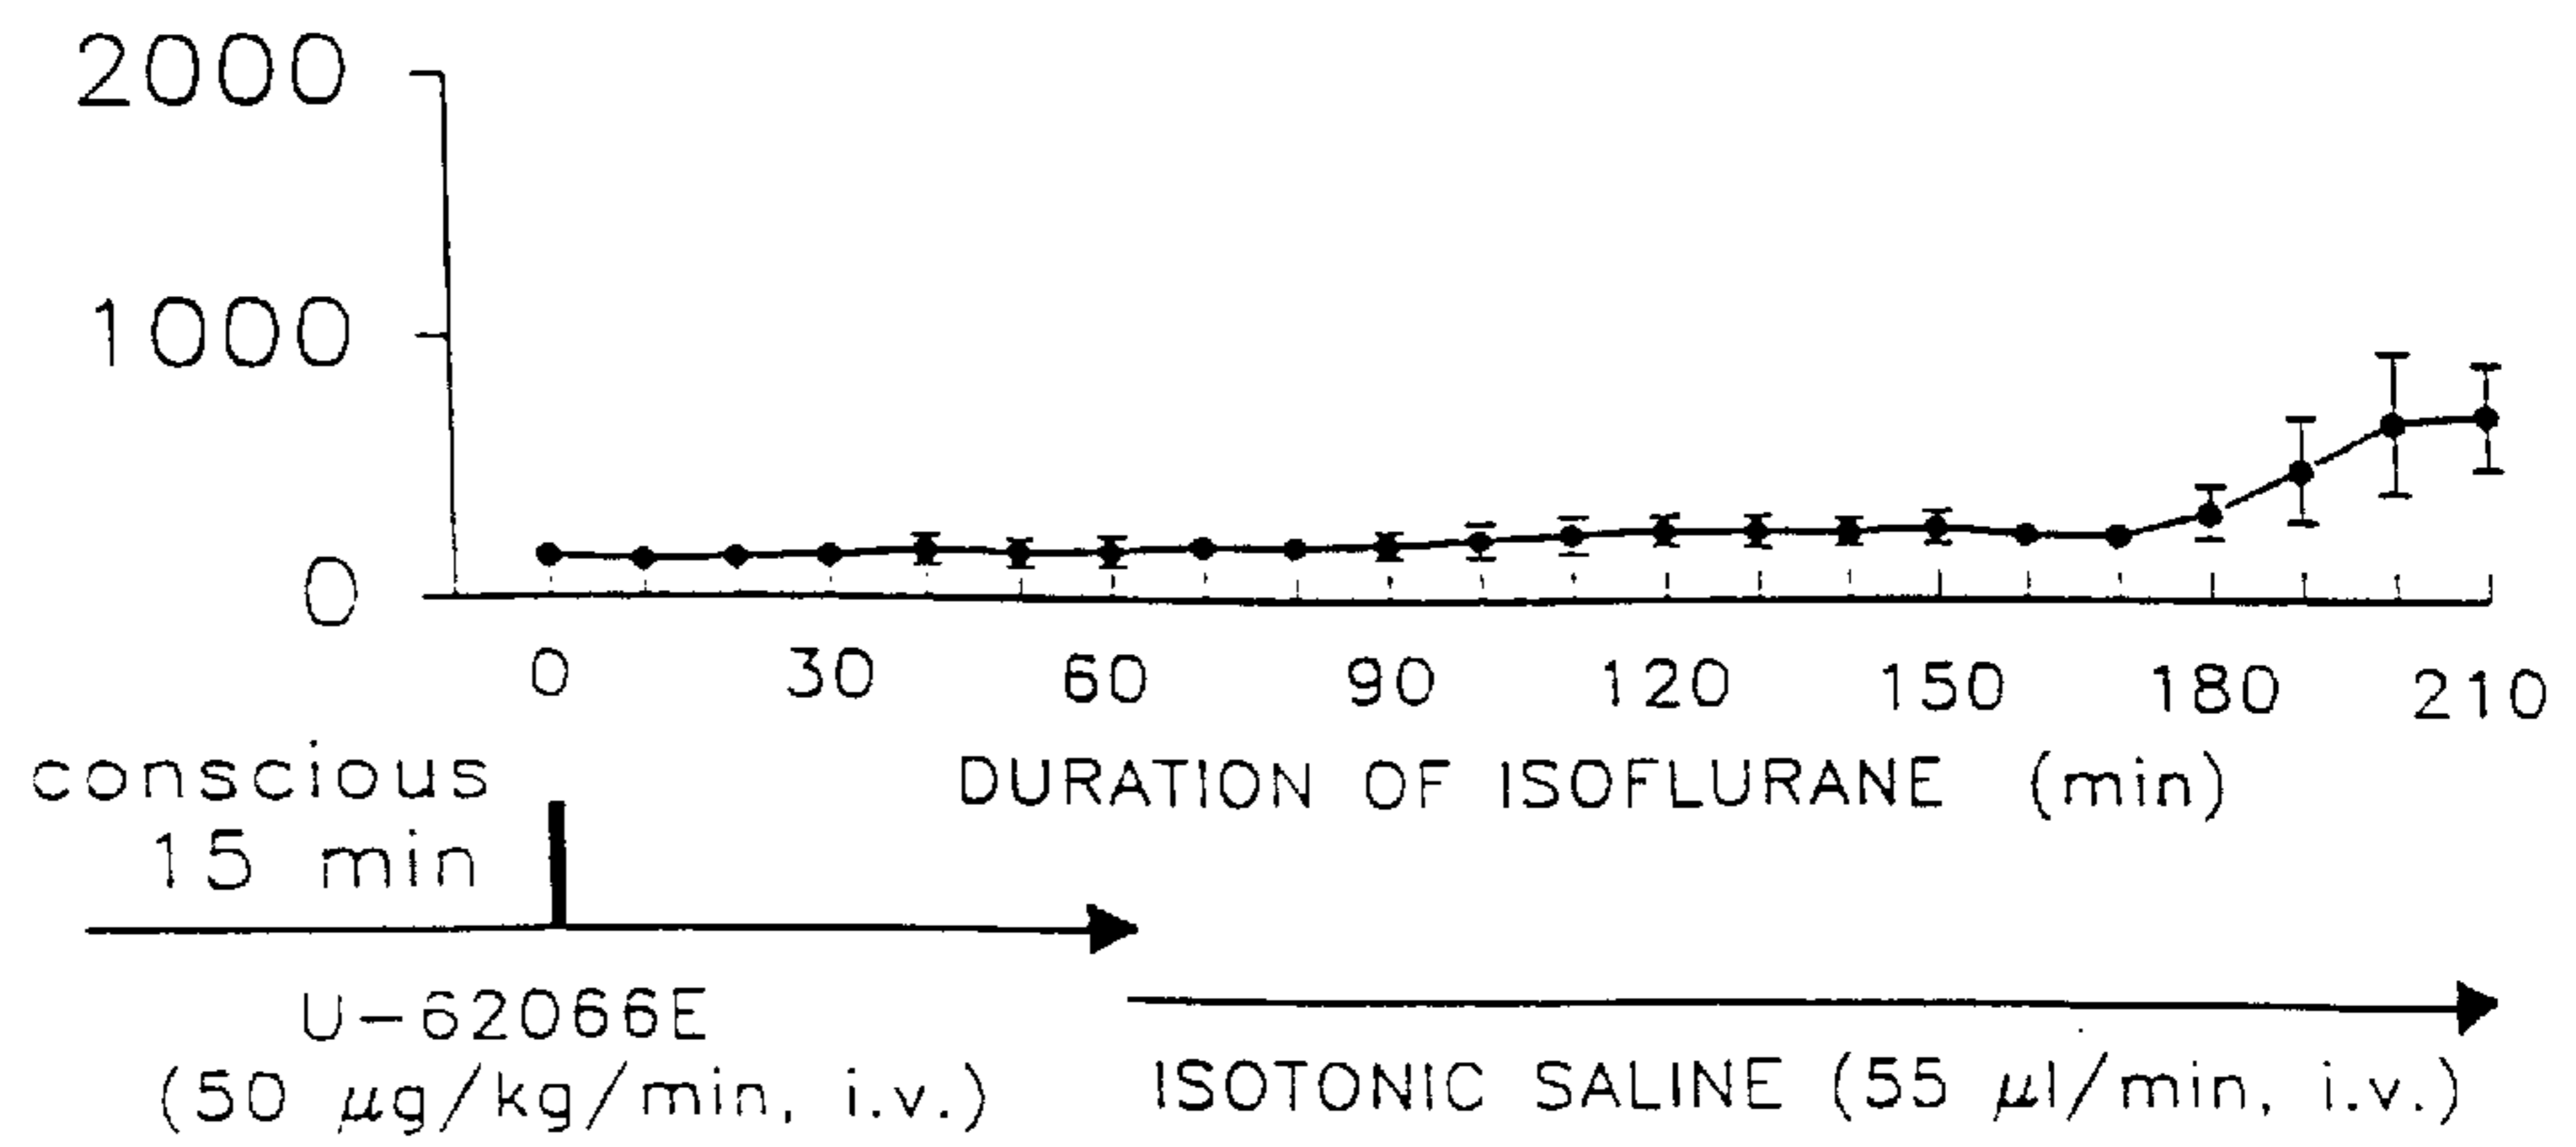 2000
1000
0
0 30 60 90 120 150 180 210
DURATION OF ISOFLURANE (min)
conscious
15 min
U-62066E
(50 μg/kg/min, i.v.)
ISOTONIC SALINE (55 μl/min, i.v.)